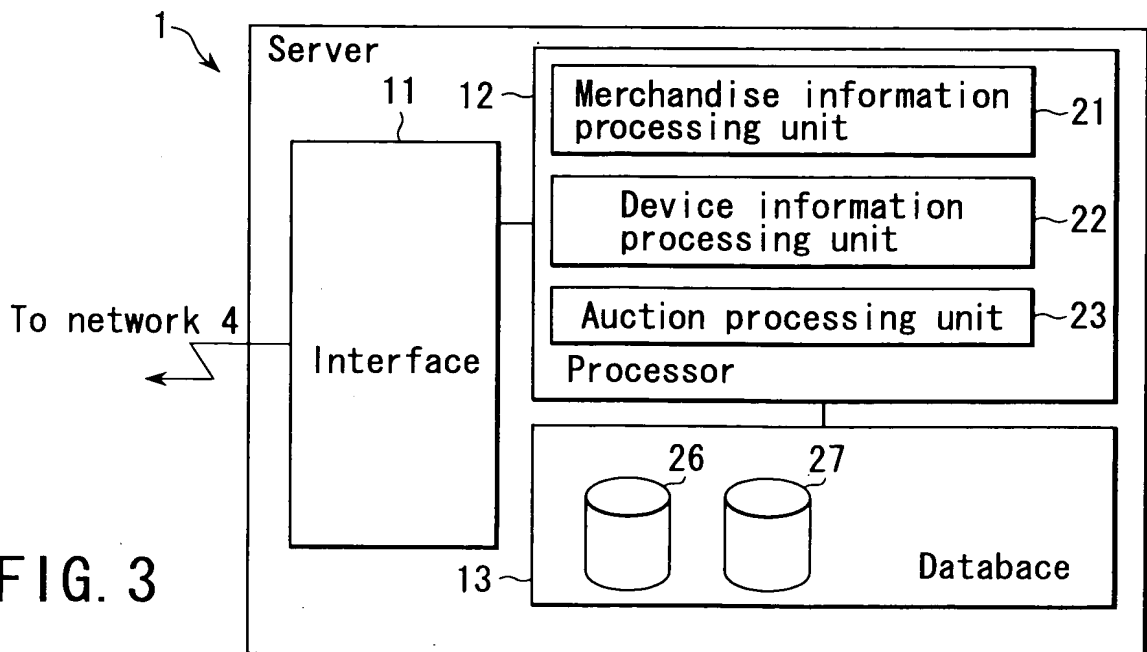 1
Server
11
12
Merchandise information
processing unit
21
Device information
processing unit
22
Auction processing unit
23
Processor
To network 4
Interface
26
27
13
Databace
FIG. 3